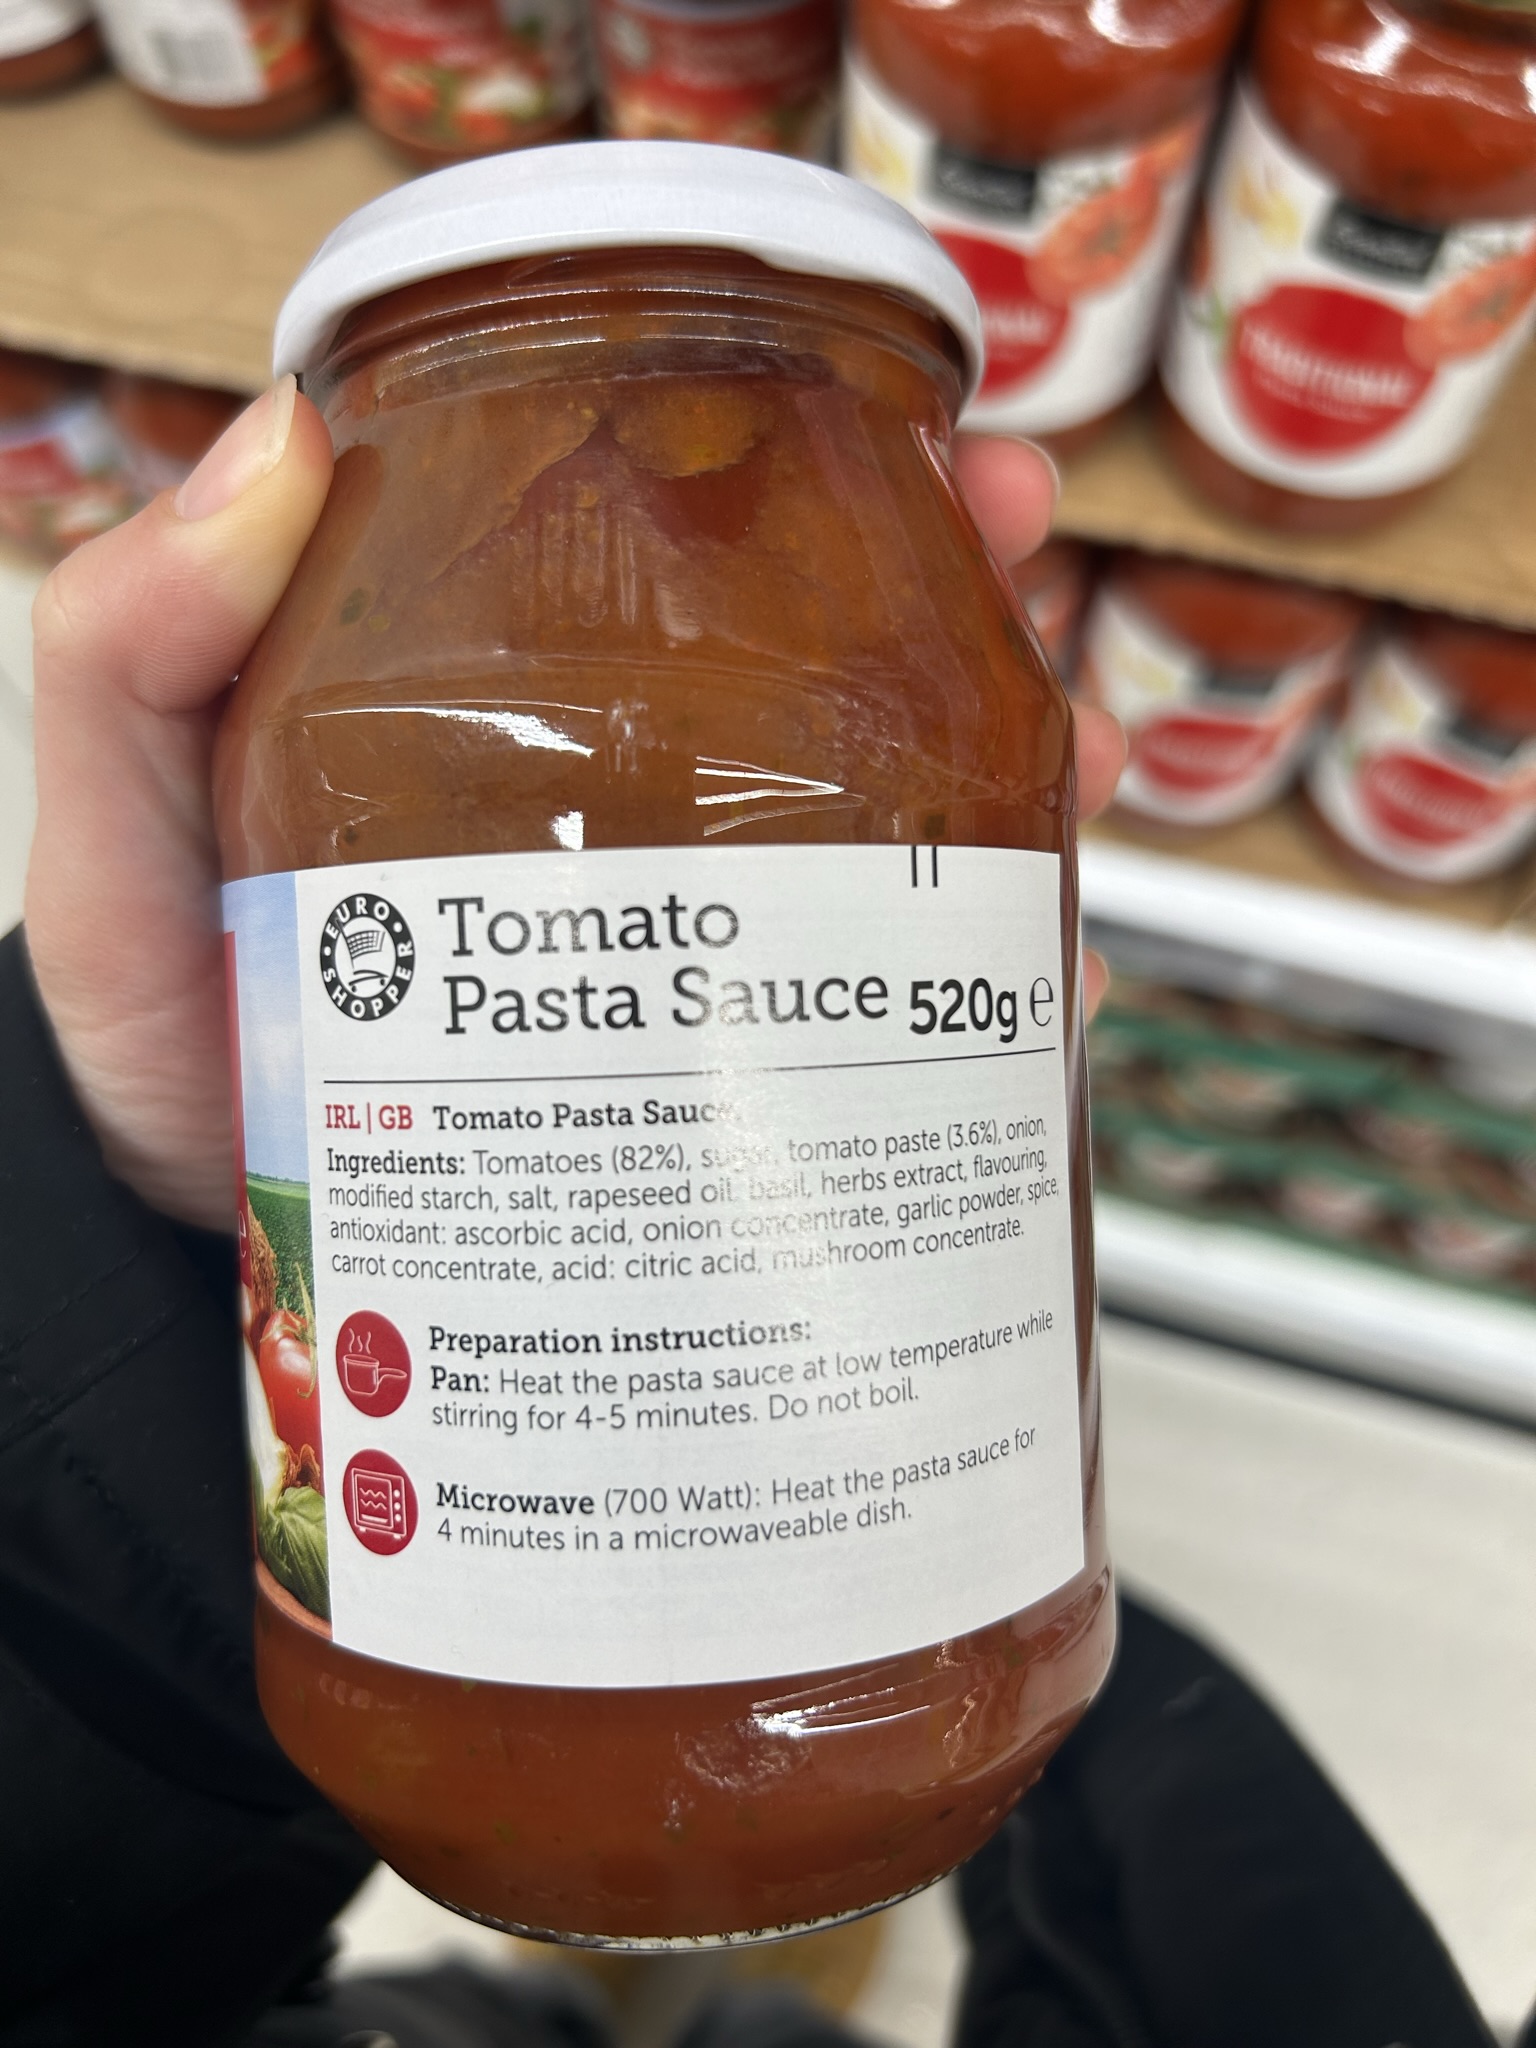 EURO SHOPPER
Tomato
Pasta Sauce 520g e
IRL | GB Tomato Pasta Sauce
Ingredients: Tomatoes (82%), sugar, tomato paste (3.6%), onion,
modified starch, salt, rapeseed oil, basil, herbs extract, flavouring,
antioxidant: ascorbic acid, onion concentrate, garlic powder, spice,
carrot concentrate, acid: citric acid, mushroom concentrate.
Preparation instructions:
Pan: Heat the pasta sauce at low temperature while
stirring for 4-5 minutes. Do not boil.
Microwave (700 Watt): Heat the pasta sauce for
4 minutes in a microwaveable dish.